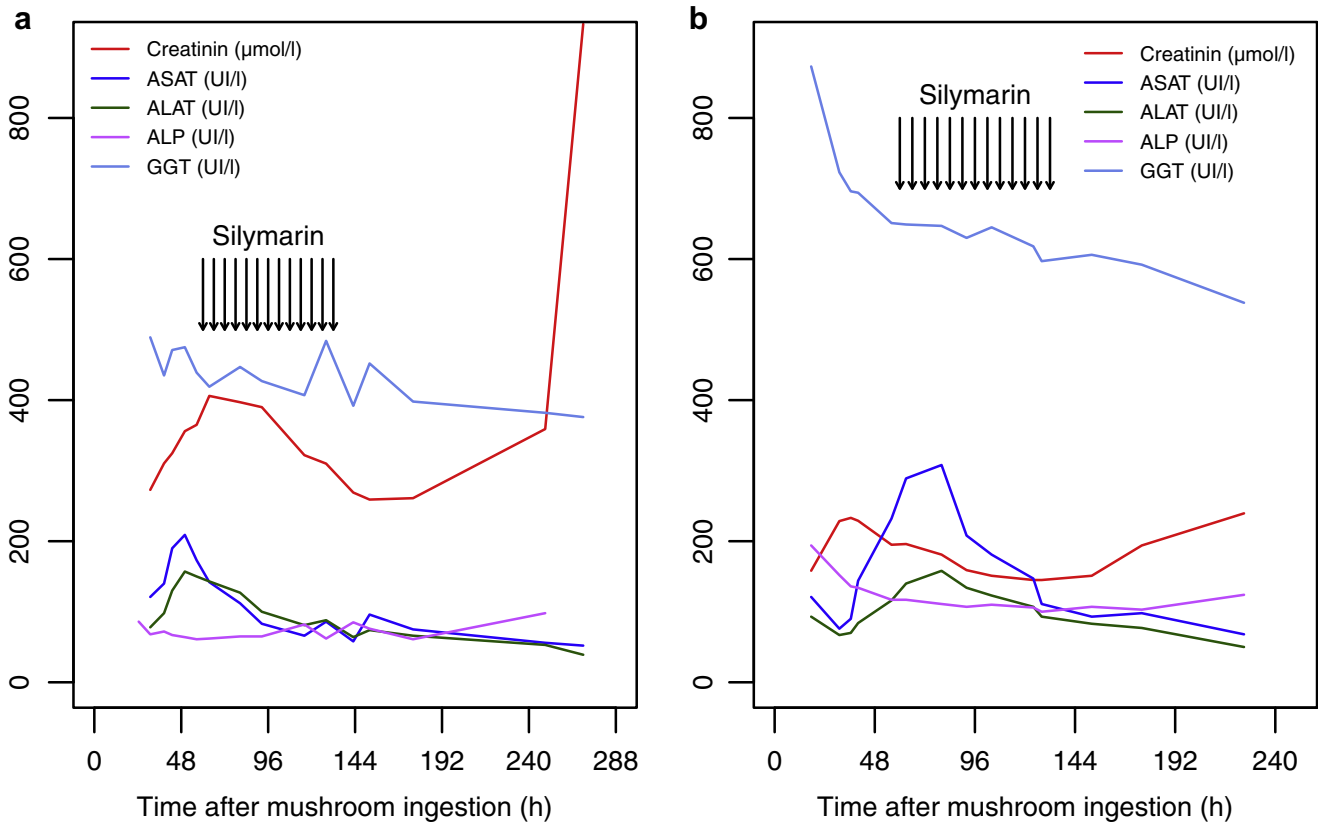 a
Creatinin (μmol/l)
ASAT (UI/l)
ALAT (UI/l)
ALP (UI/l)
GGT (UI/l)
Silymarin
0
200
400
600
800
0 48 96 144 192 240 288
Time after mushroom ingestion (h)
b
Creatinin (μmol/l)
ASAT (UI/l)
ALAT (UI/l)
ALP (UI/l)
GGT (UI/l)
Silymarin
0
200
400
600
800
0 48 96 144 192 240
Time after mushroom ingestion (h)